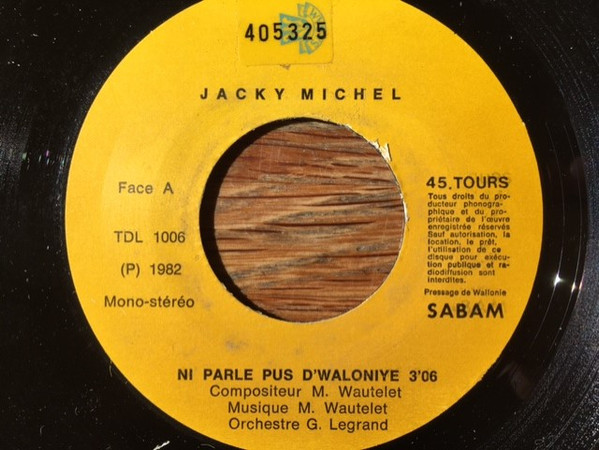 405325
JACKY MICHEL
Face A
TDL 1006
(P) 1982
Mono-stéréo
45.TOURS
Tous droits du pro-
ducteur phonogra-
phique et du pro-
priétaire de l'œuvre
enregistrée réservés
Sauf autorisation, la
location, le prêt,
l'utilisation de ce
disque pour exécu-
tion publique et ra-
diodiffusion sont
interdites.
Pressage de Wallonie
SABAM
NI PARLE PUS D'WALONIYE 3'06
Compositeur M. Wautelet
Musique M. Wautelet
Orchestre G. Legrand